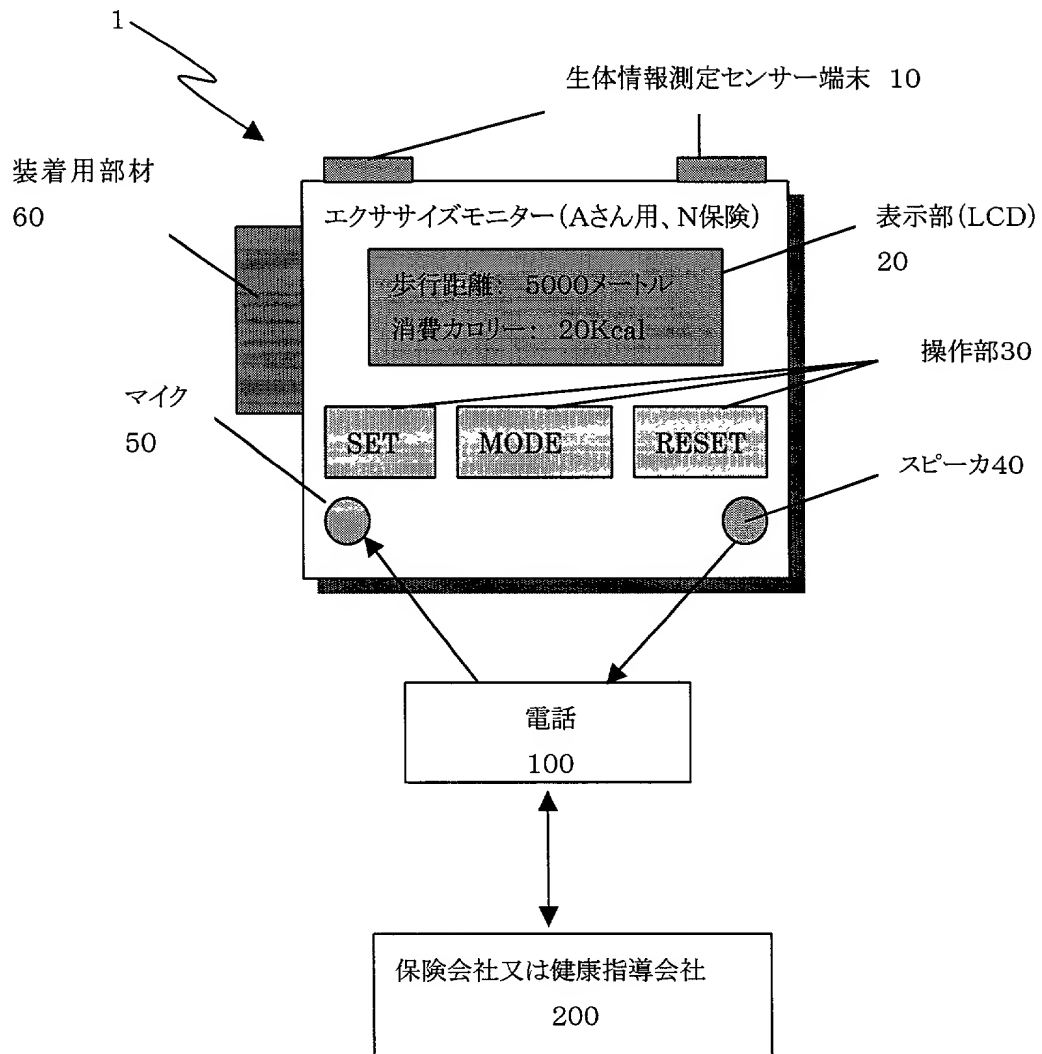 1
生体情報測定センサー端末 10
装着用部材
60
エクササイズモニター(Aさん用、N保険)
表示部(LCD)
20
歩行距離: 5000メートル
消費カロリー: 20Kcal
操作部30
マイク
50
SET MODE RESET
スピーカ40
電話
100
保険会社又は健康指導会社
200